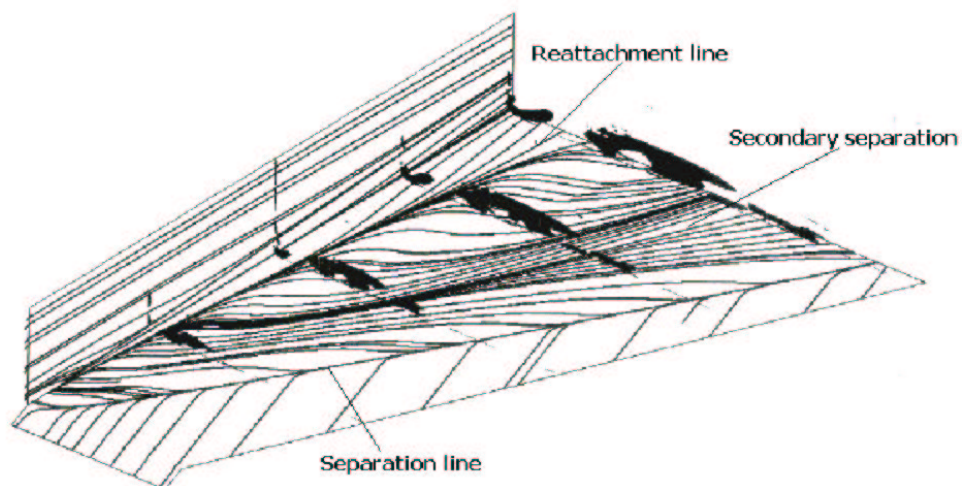 Reattachment line
Secondary separation
Separation line